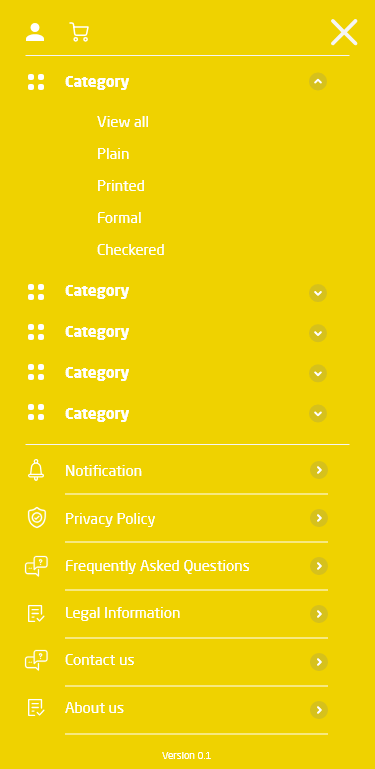 Category
View all
Plain
Printed
Formal
Checkered
Category
Category
Category
Category
Notification
Privacy Policy
Frequently Asked Questions
Legal Information
Contact us
About us
Version 0.1